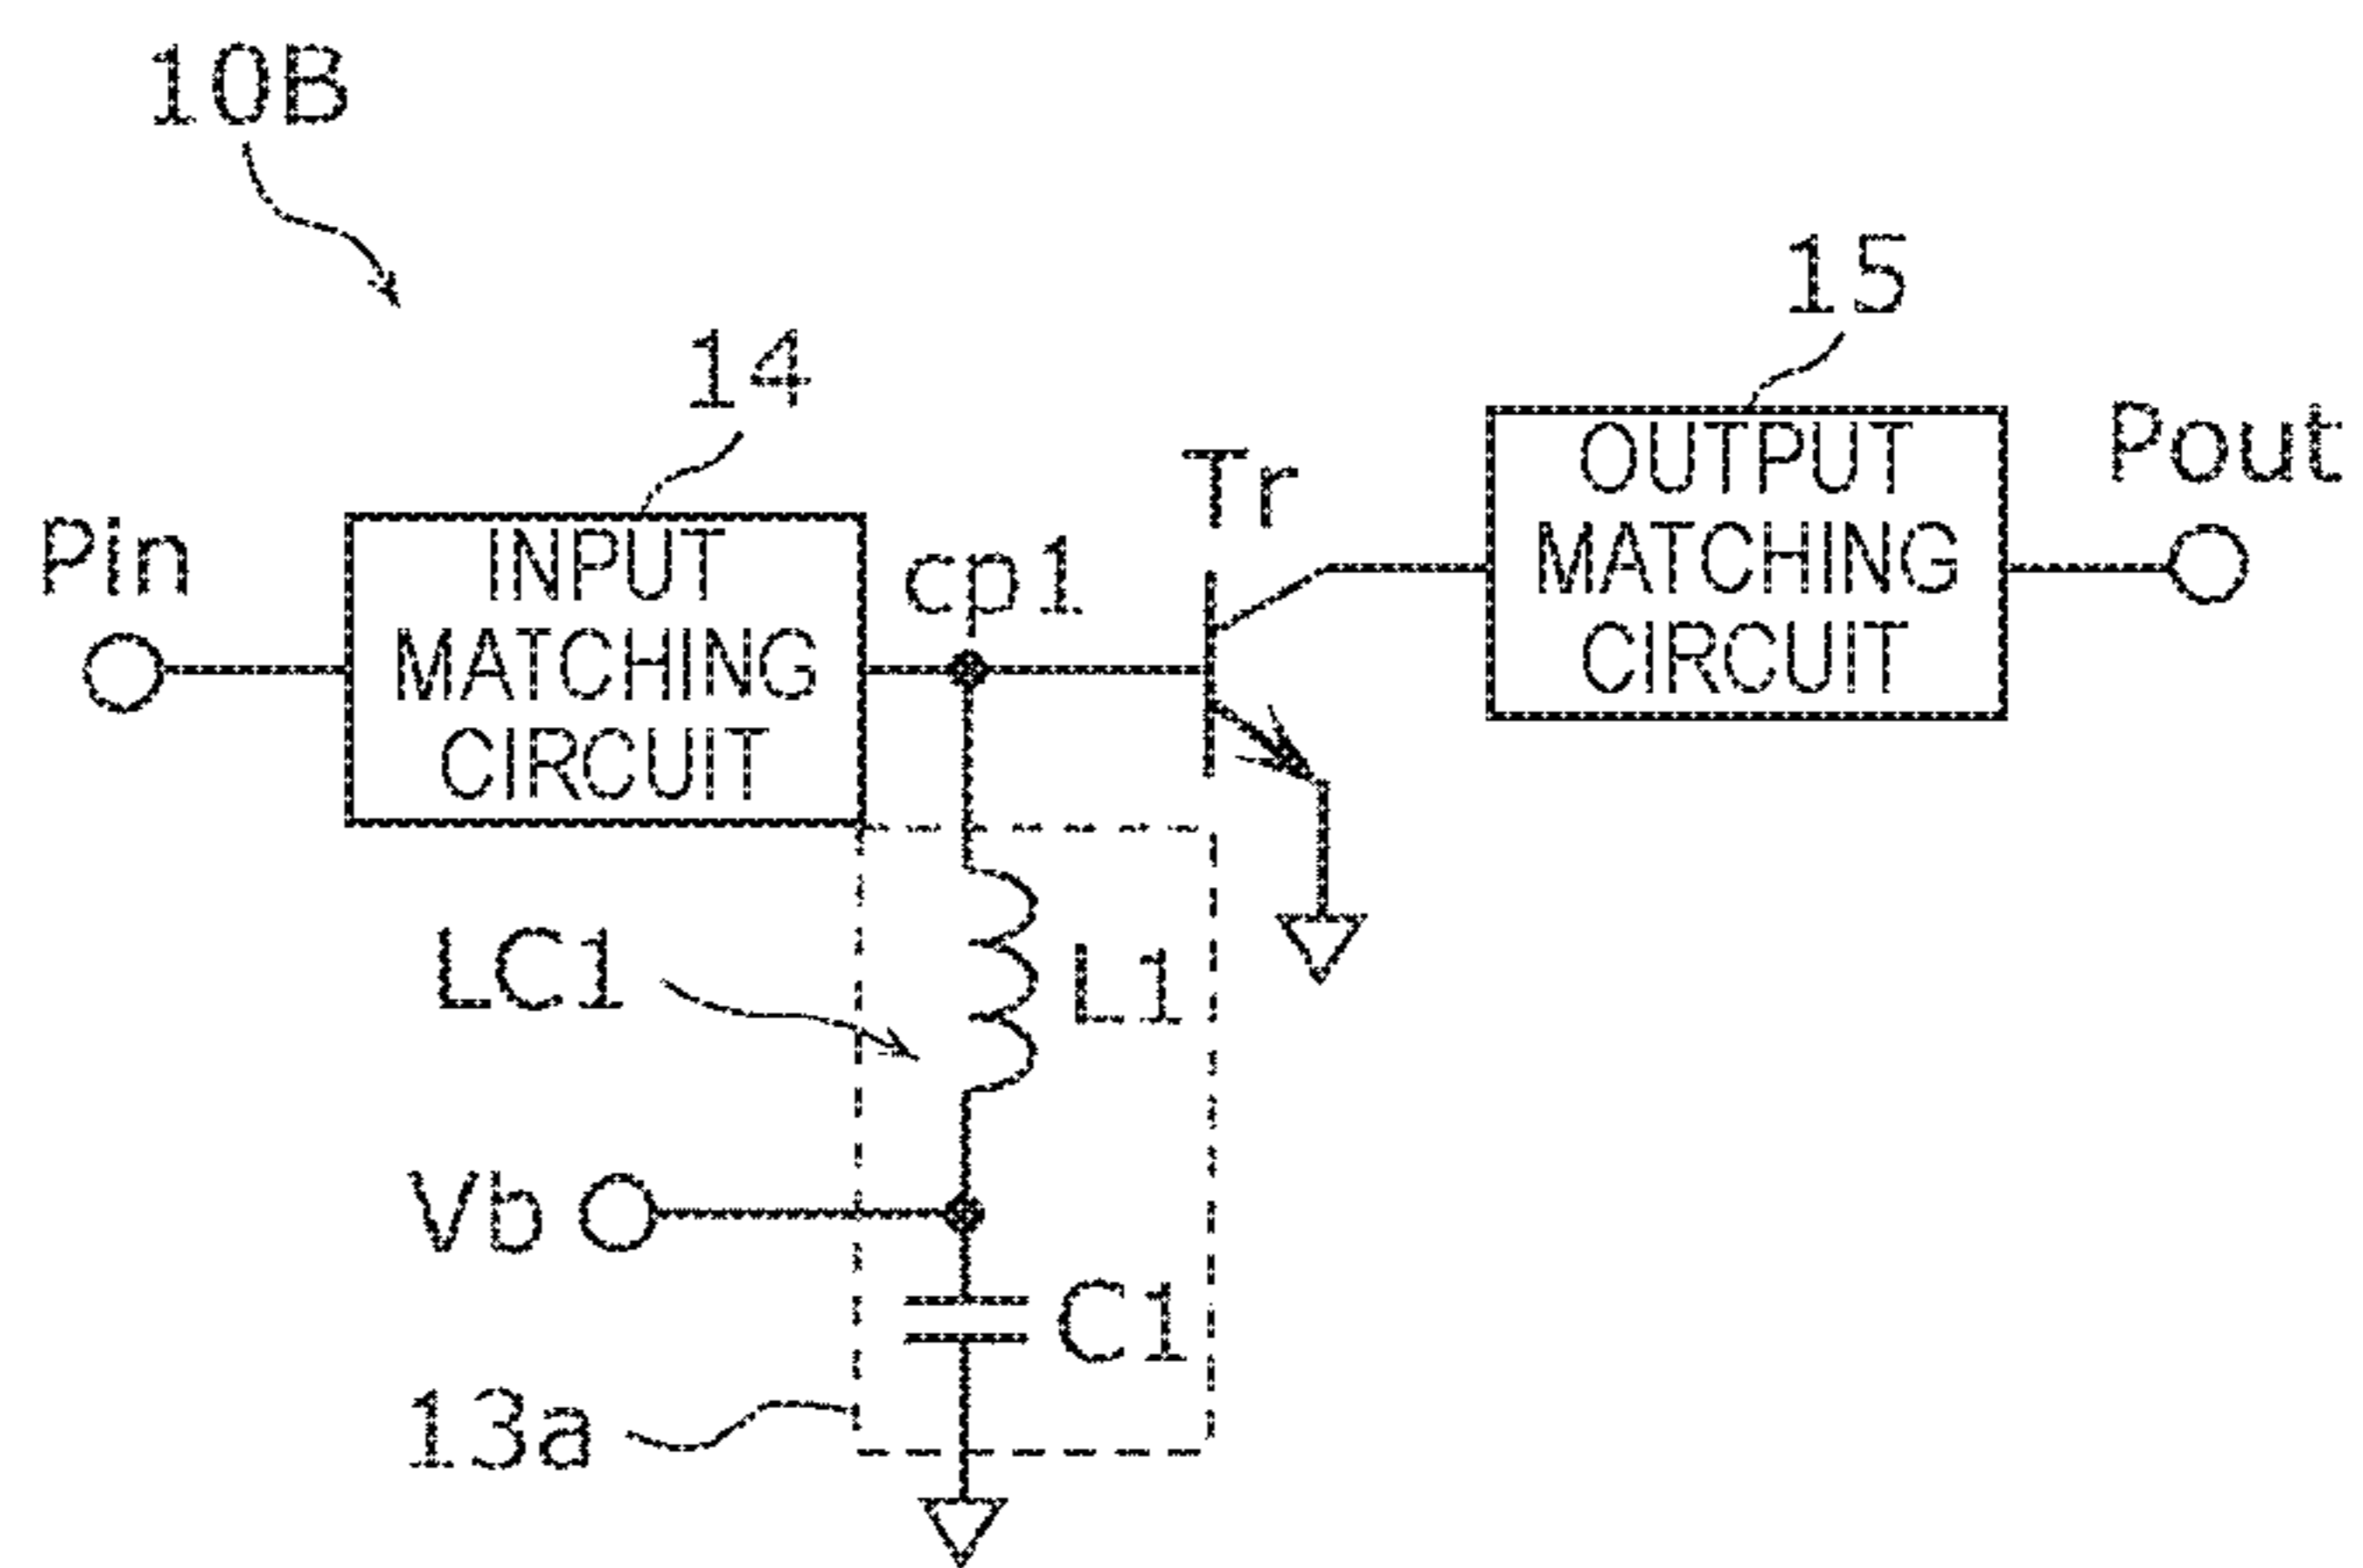 10B
15
14
Pout
OUTPUT
MATCHING
CIRCUIT
Tr
Pin
INPUT
MATCHING
CIRCUIT
cp1
LC1
L1
Vb
C1
13a